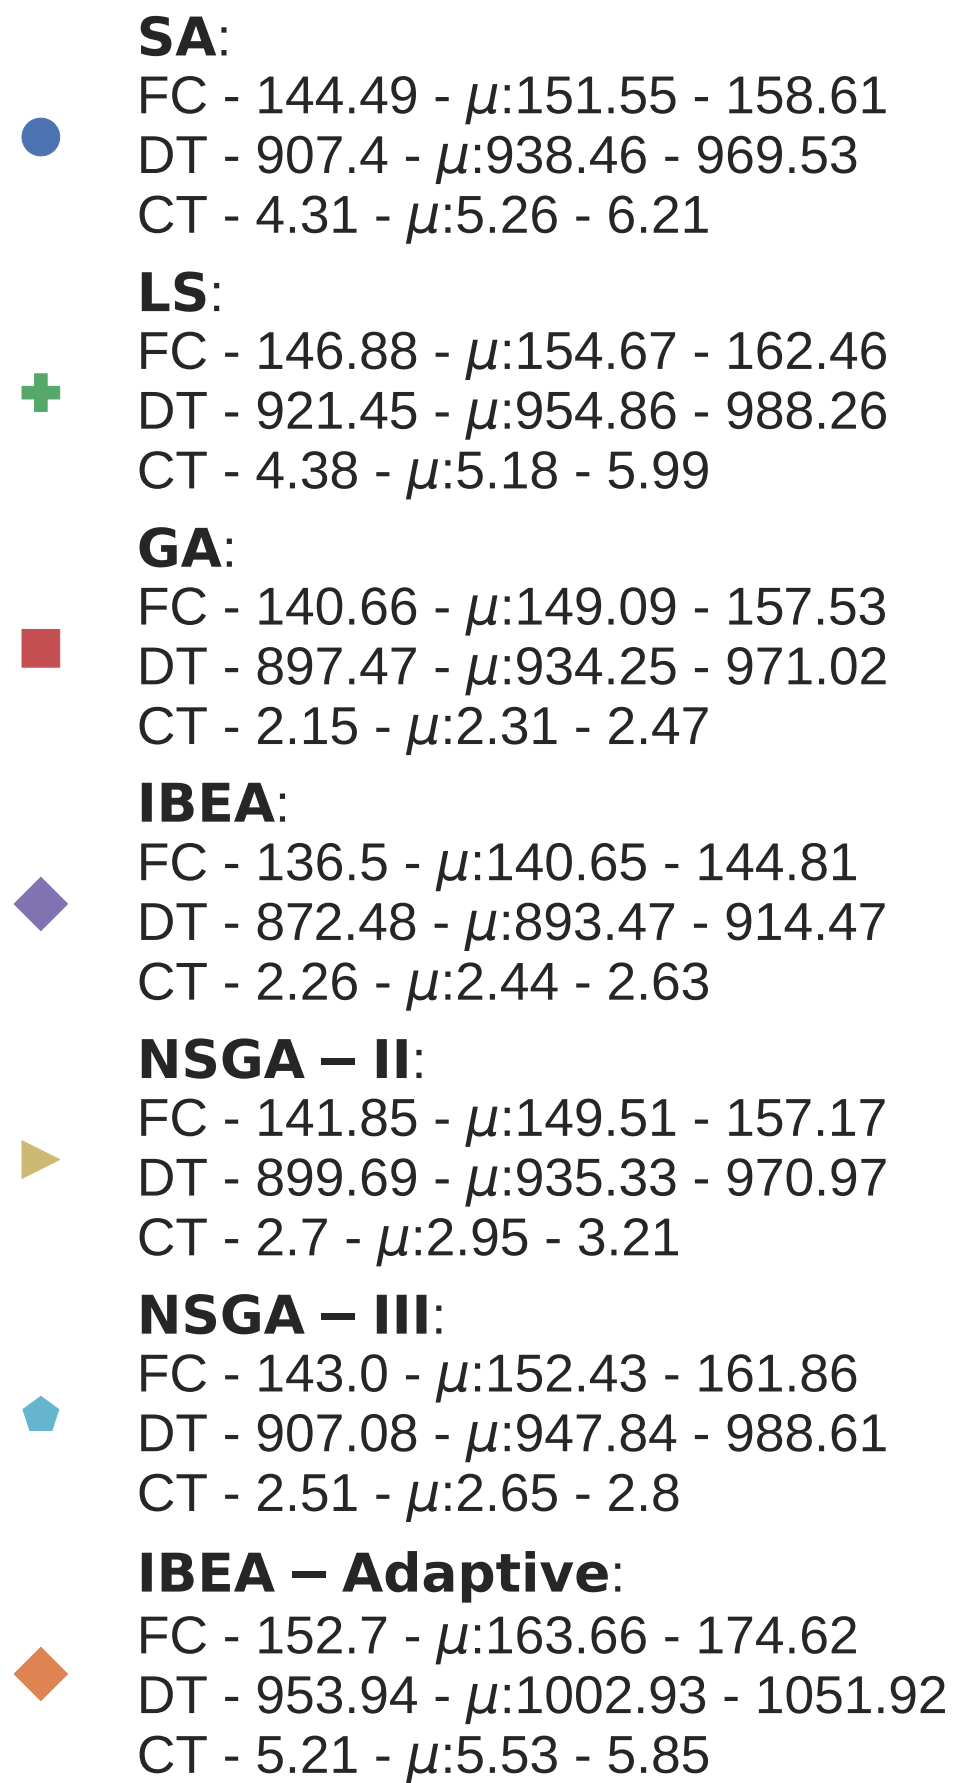 SA:
FC - 144.49 - μ:151.55 - 158.61
DT - 907.4 - μ:938.46 - 969.53
CT - 4.31 - μ:5.26 - 6.21
LS:
FC - 146.88 - μ:154.67 - 162.46
DT - 921.45 - μ:954.86 - 988.26
CT - 4.38 - μ:5.18 - 5.99
GA:
FC - 140.66 - μ:149.09 - 157.53
DT - 897.47 - μ:934.25 - 971.02
CT - 2.15 - μ:2.31 - 2.47
IBEA:
FC - 136.5 - μ:140.65 - 144.81
DT - 872.48 - μ:893.47 - 914.47
CT - 2.26 - μ:2.44 - 2.63
NSGA − II:
FC - 141.85 - μ:149.51 - 157.17
DT - 899.69 - μ:935.33 - 970.97
CT - 2.7 - μ:2.95 - 3.21
NSGA − III:
FC - 143.0 - μ:152.43 - 161.86
DT - 907.08 - μ:947.84 - 988.61
CT - 2.51 - μ:2.65 - 2.8
IBEA − Adaptive:
FC - 152.7 - μ:163.66 - 174.62
DT - 953.94 - μ:1002.93 - 1051.92
CT - 5.21 - μ:5.53 - 5.85